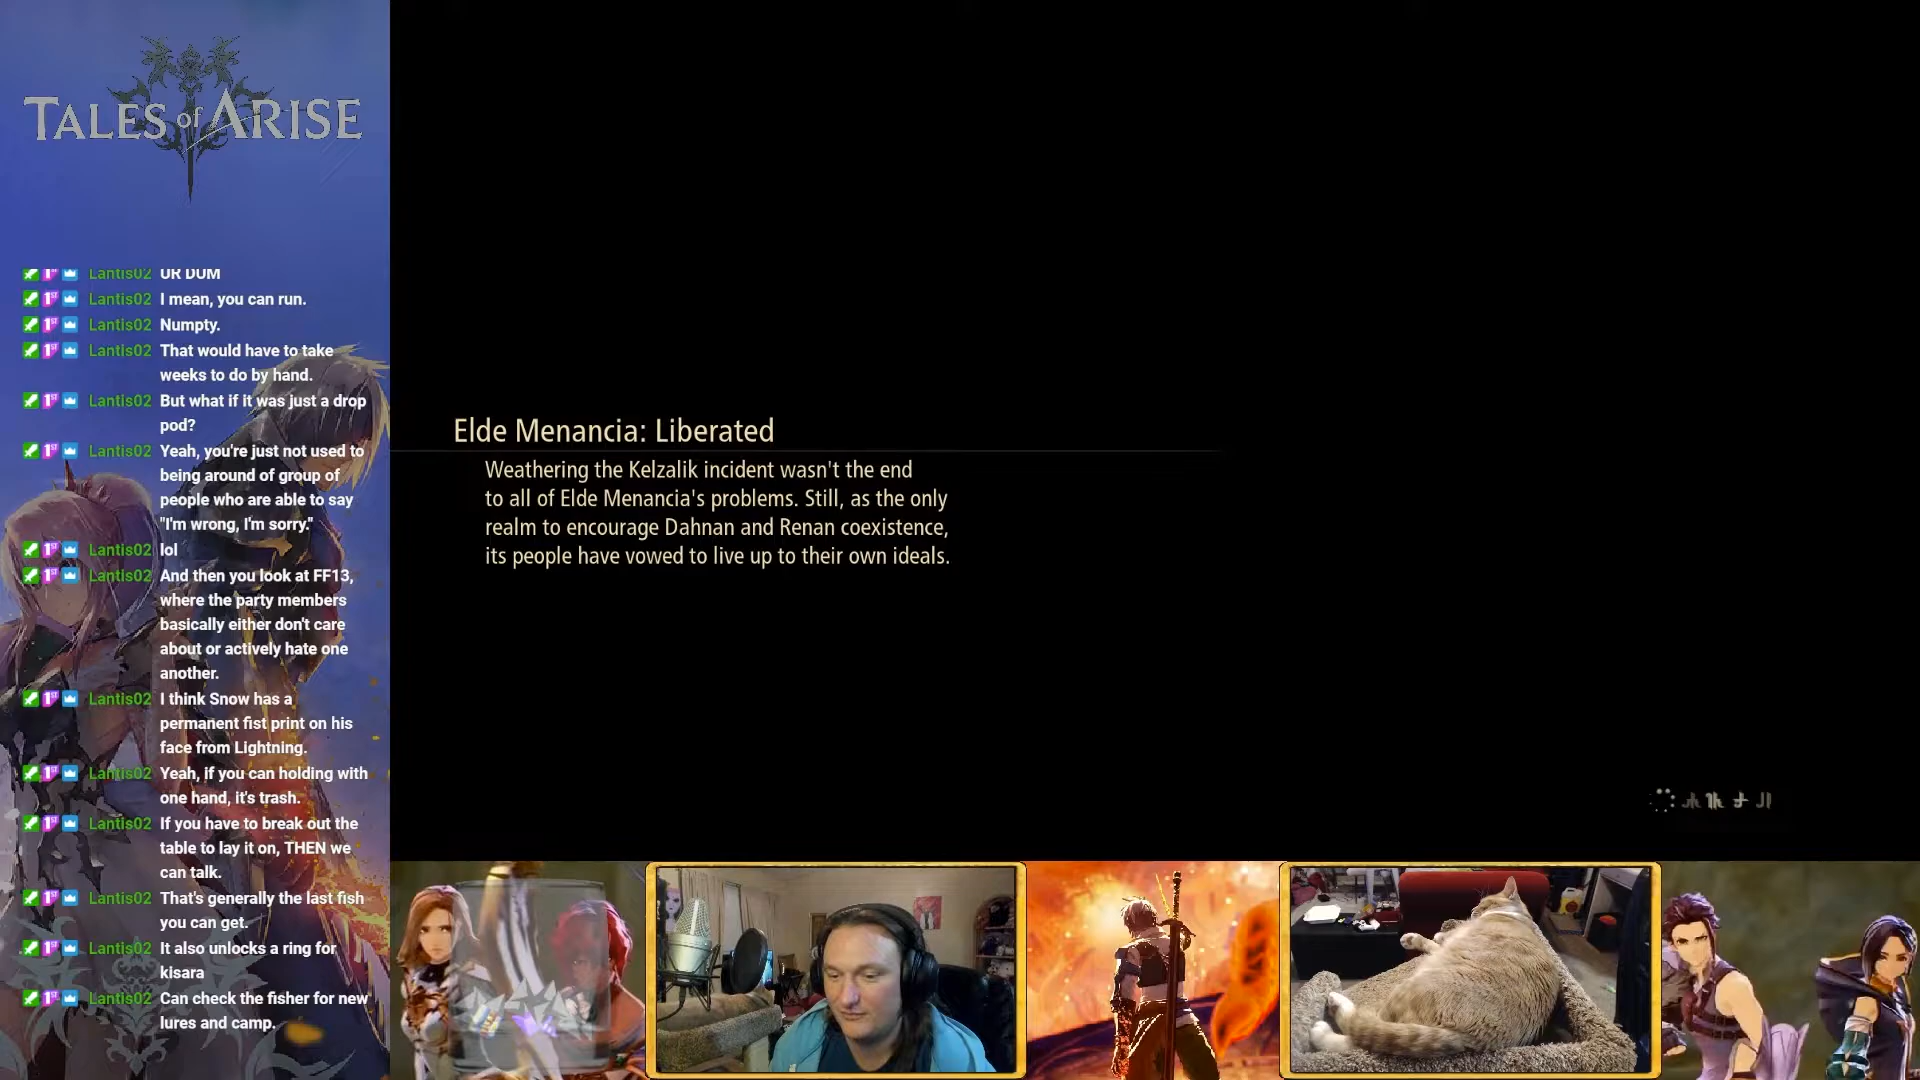 TALES of ARISE
Lantis02 UR DUM
Lantis02 I mean, you can run.
Lantis02 Numpty.
Lantis02 That would have to take
weeks to do by hand.
Lantis02 But what if it was just a drop
pod?
Lantis02 Yeah, you're just not used to
being around of group of
people who are able to say
"I'm wrong, I'm sorry."
Lantis02 lol
Lantis02 And then you look at FF13,
where the party members
basically either don't care
about or actively hate one
another.
Lantis02 I think Snow has a
permanent fist print on his
face from Lightning.
Lantis02 Yeah, if you can holding with
one hand, it's trash.
Lantis02 If you have to break out the
table to lay it on, THEN we
can talk.
Lantis02 That's generally the last fish
you can get.
Lantis02 It also unlocks a ring for
kisara
Lantis02 Can check the fisher for new
lures and camp.
Elde Menancia: Liberated
Weathering the Kelzalik incident wasn't the end
to all of Elde Menancia's problems. Still, as the only
realm to encourage Dahnan and Renan coexistence,
its people have vowed to live up to their own ideals.